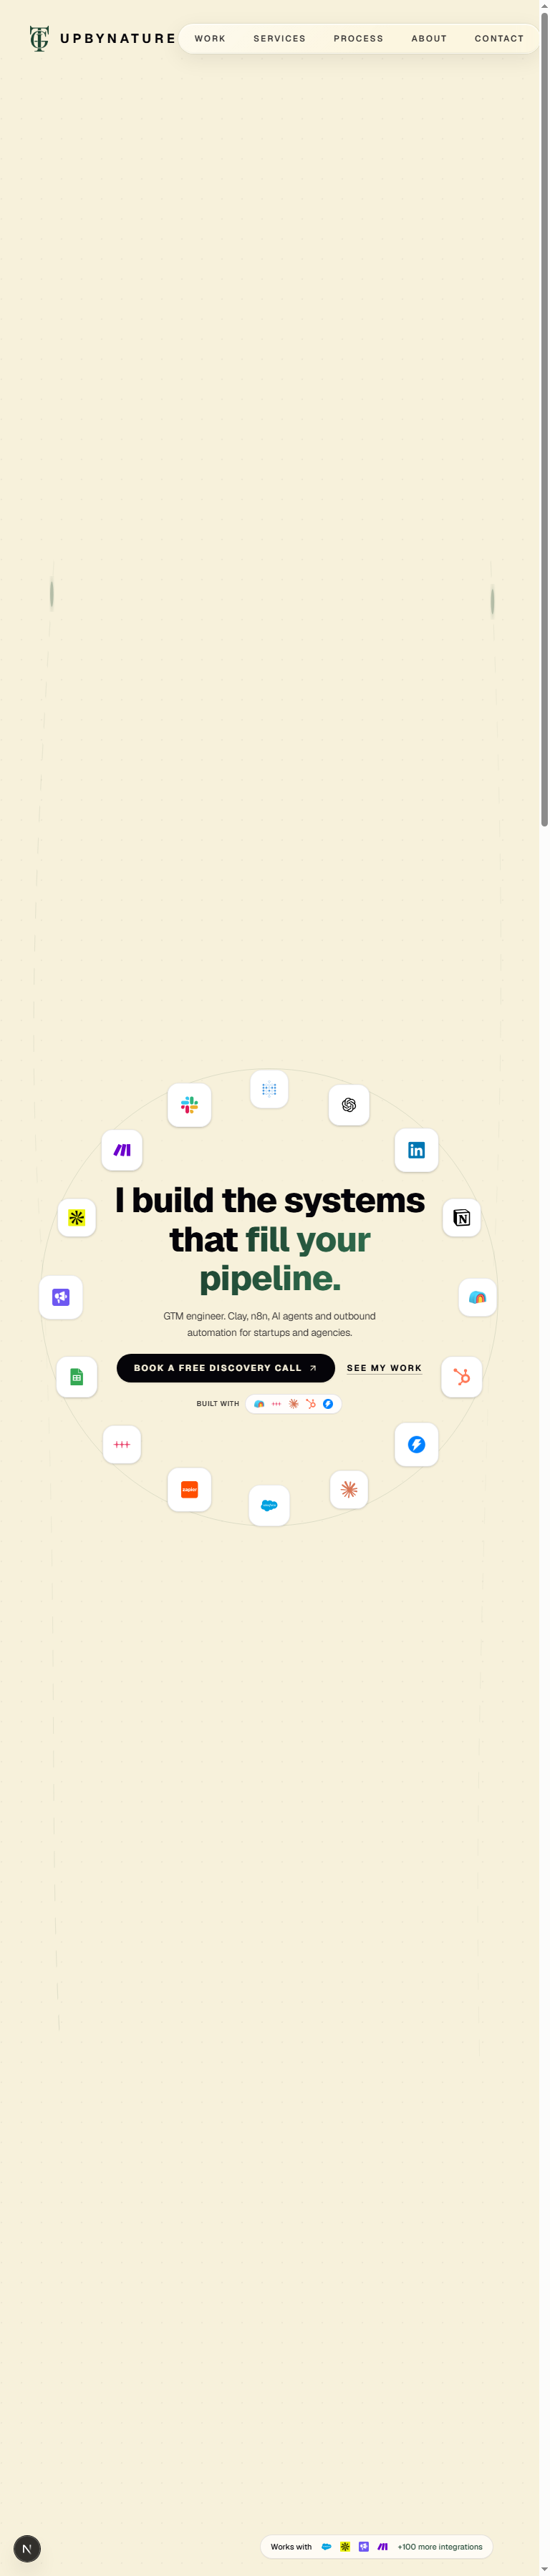 UPBYNATURE
WORK SERVICES PROCESS ABOUT CONTACT
I build the systems
that fill your
pipeline.
GTM engineer. Clay, n8n, AI agents and outbound
automation for startups and agencies.
BOOK A FREE DISCOVERY CALL SEE MY WORK
BUILT WITH
zapier
Works with +100 more integrations